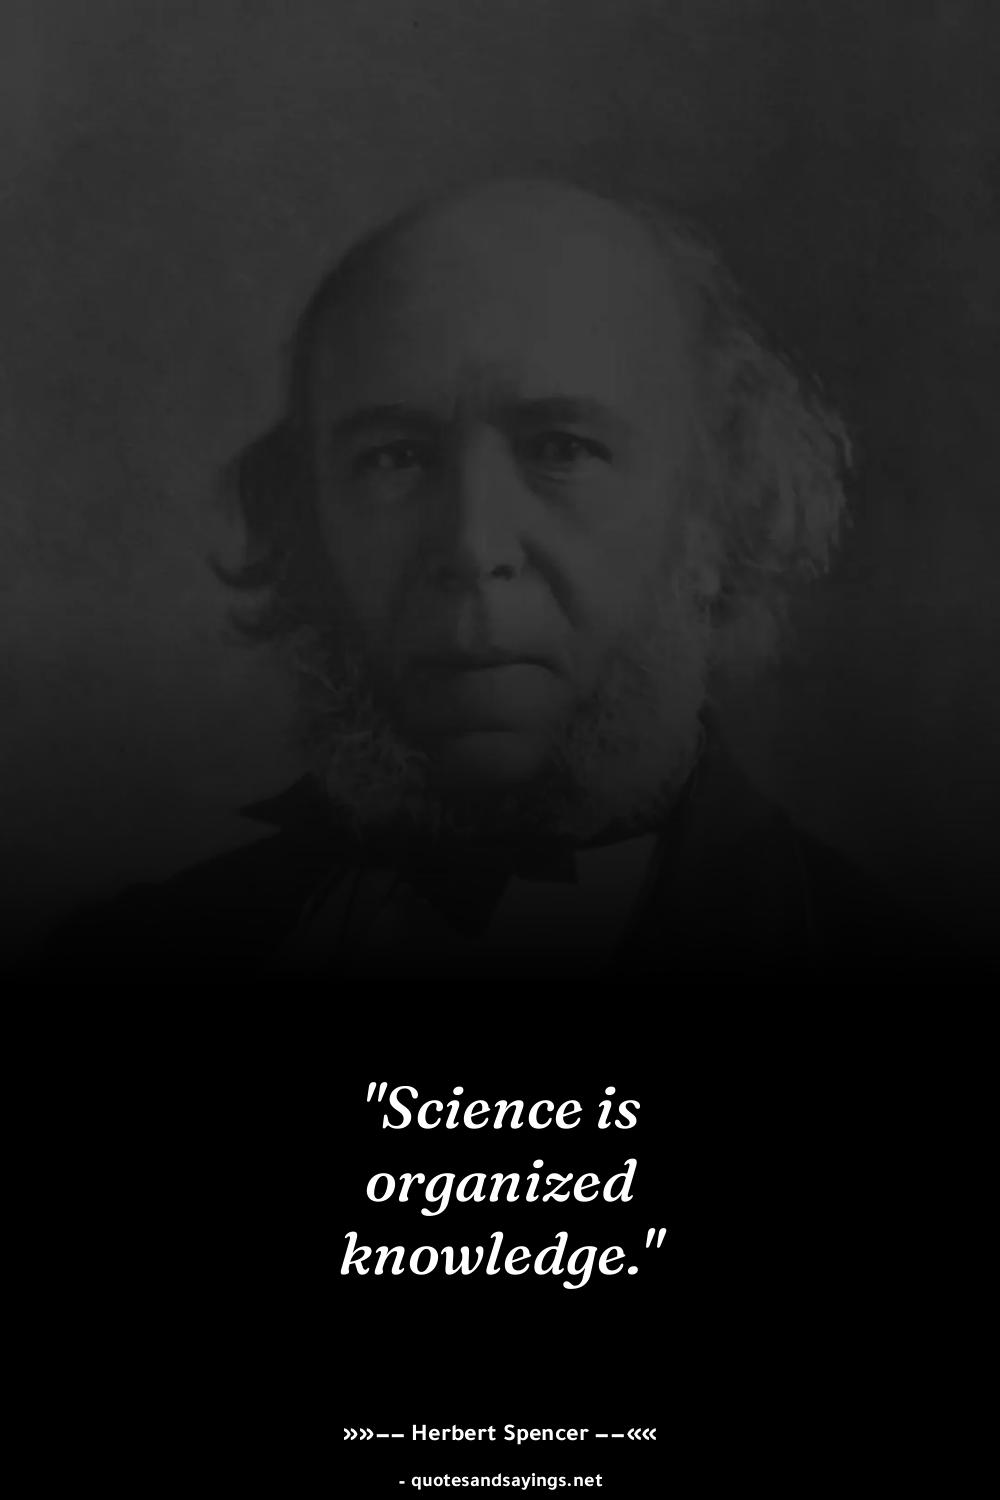 "Science is
organized
knowledge."
»»-- Herbert Spencer --««
- quotesandsayings.net